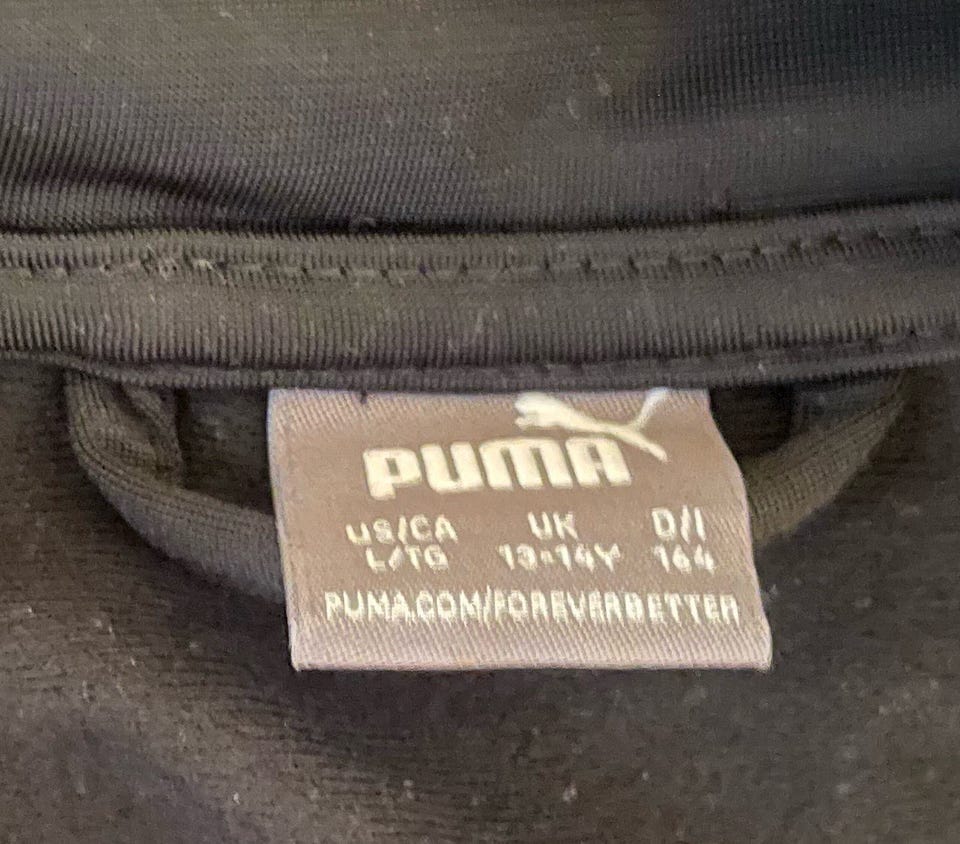 PUMA
US/CA UK D/I
L/TG 13-14Y 164
PUMA.COM/FOREVERBETTER